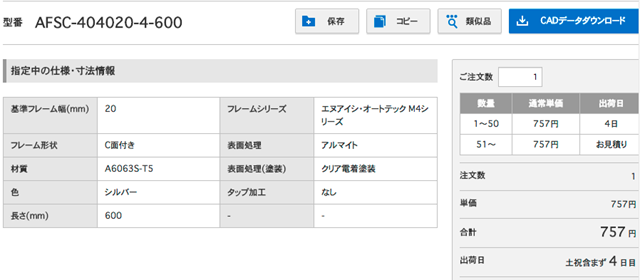 型番 AFSC-404020-4-600
保存
コピー
類似品
CADデータダウンロード
指定中の仕様・寸法情報
基準フレーム幅(mm) 20 フレームシリーズ エヌアイシ・オートテック M4シ
リーズ
フレーム形状 C面付き 表面処理 アルマイト
材質 A6063S-T5 表面処理(塗装) クリア電着塗装
色 シルバー タップ加工 なし
長さ(mm) 600 - -
ご注文数 1
数量 通常単価 出荷日
1～50 757円 4日
51～ 757円 お見積り
注文数 1
単価 757円
合計 757 円
出荷日 土祝含まず 4 日目